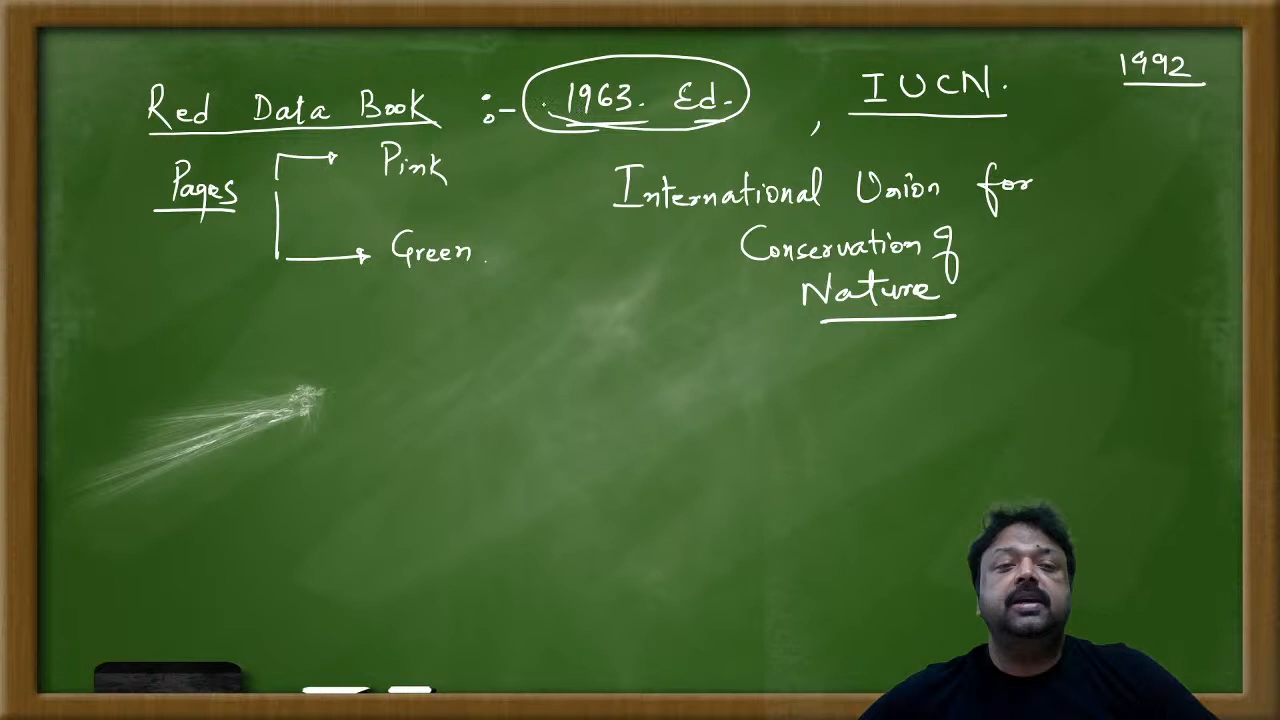 Red Data Book :- 1963. Ed. , IUCN. 1992
Pages → Pink
→ Green.
International Union for
Conservation of
Nature